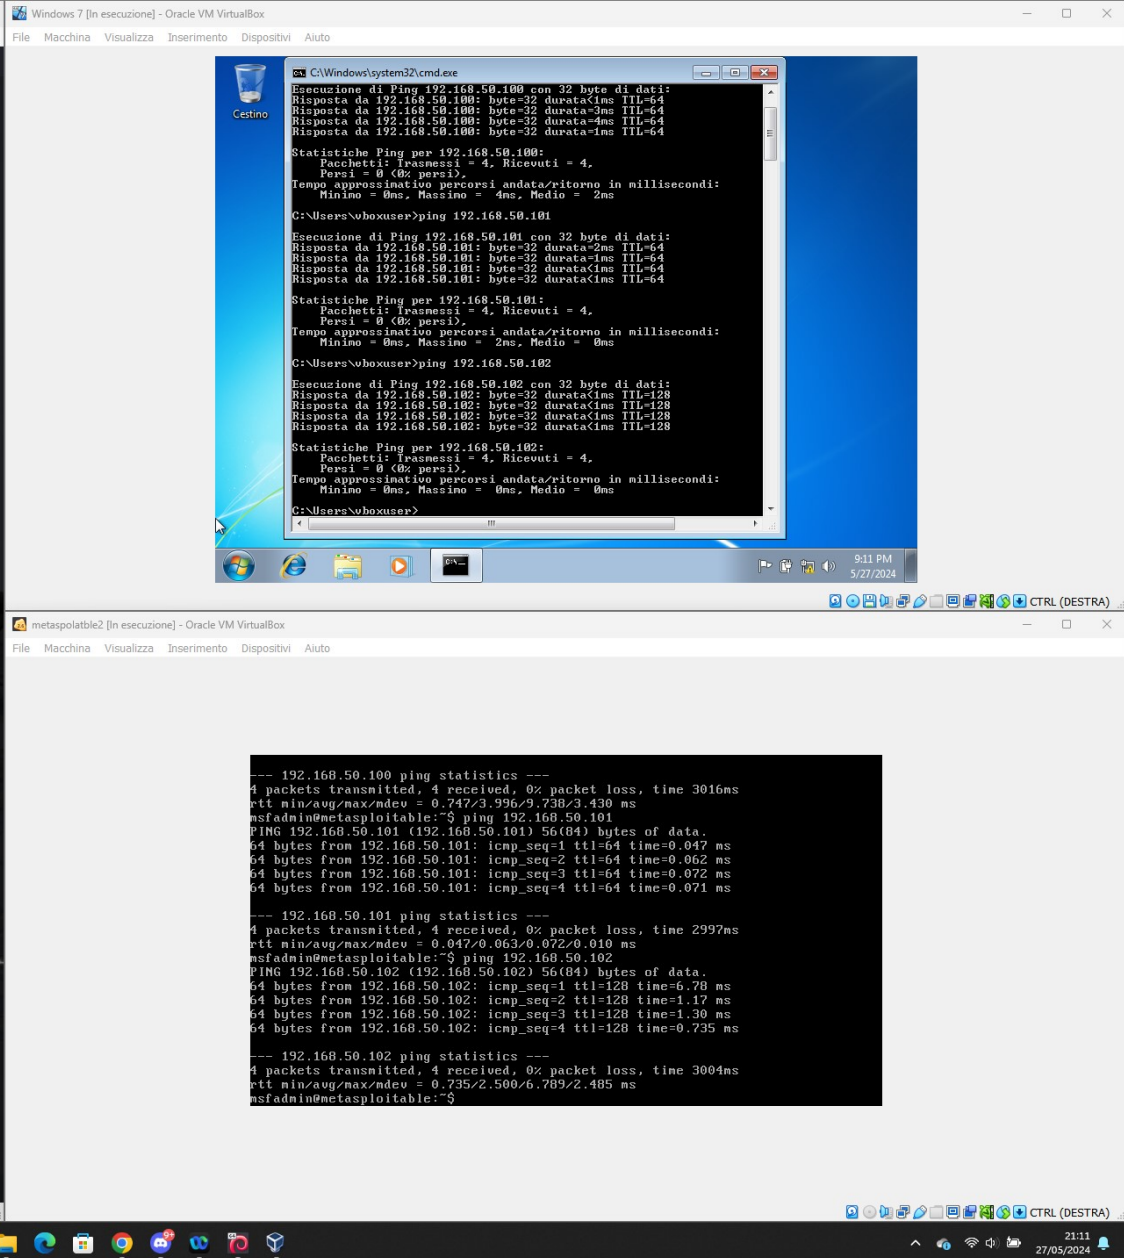 Windows 7 [In esecuzione] - Oracle VM VirtualBox
File Macchina Visualizza Inserimento Dispositivi Aiuto
Cestino
C:\Windows\system32\cmd.exe
Esecuzione di Ping 192.168.50.100 con 32 byte di dati:
Risposta da 192.168.50.100: byte=32 durata<1ms TTL=64
Risposta da 192.168.50.100: byte=32 durata=3ms TTL=64
Risposta da 192.168.50.100: byte=32 durata=4ms TTL=64
Risposta da 192.168.50.100: byte=32 durata=1ms TTL=64
Statistiche Ping per 192.168.50.100:
Pacchetti: Trasmessi = 4, Ricevuti = 4,
Persi = 0 (0% persi),
Tempo approssimativo percorsi andata/ritorno in millisecondi:
Minimo = 0ms, Massimo = 4ms, Medio = 2ms
C:\Users\vboxuser>ping 192.168.50.101
Esecuzione di Ping 192.168.50.101 con 32 byte di dati:
Risposta da 192.168.50.101: byte=32 durata=2ms TTL=64
Risposta da 192.168.50.101: byte=32 durata=1ms TTL=64
Risposta da 192.168.50.101: byte=32 durata<1ms TTL=64
Risposta da 192.168.50.101: byte=32 durata<1ms TTL=64
Statistiche Ping per 192.168.50.101:
Pacchetti: Trasmessi = 4, Ricevuti = 4,
Persi = 0 (0% persi),
Tempo approssimativo percorsi andata/ritorno in millisecondi:
Minimo = 0ms, Massimo = 2ms, Medio = 0ms
C:\Users\vboxuser>ping 192.168.50.102
Esecuzione di Ping 192.168.50.102 con 32 byte di dati:
Risposta da 192.168.50.102: byte=32 durata<1ms TTL=128
Risposta da 192.168.50.102: byte=32 durata<1ms TTL=128
Risposta da 192.168.50.102: byte=32 durata<1ms TTL=128
Risposta da 192.168.50.102: byte=32 durata<1ms TTL=128
Statistiche Ping per 192.168.50.102:
Pacchetti: Trasmessi = 4, Ricevuti = 4,
Persi = 0 (0% persi),
Tempo approssimativo percorsi andata/ritorno in millisecondi:
Minimo = 0ms, Massimo = 0ms, Medio = 0ms
C:\Users\vboxuser>
9:11 PM
5/27/2024
CTRL (DESTRA)
metaspolatble2 [In esecuzione] - Oracle VM VirtualBox
File Macchina Visualizza Inserimento Dispositivi Aiuto
--- 192.168.50.100 ping statistics ---
4 packets transmitted, 4 received, 0% packet loss, time 3016ms
rtt min/avg/max/mdev = 0.747/3.996/9.738/3.430 ms
msfadmin@metasploitable:~$ ping 192.168.50.101
PING 192.168.50.101 (192.168.50.101) 56(84) bytes of data.
64 bytes from 192.168.50.101: icmp_seq=1 ttl=64 time=0.047 ms
64 bytes from 192.168.50.101: icmp_seq=2 ttl=64 time=0.062 ms
64 bytes from 192.168.50.101: icmp_seq=3 ttl=64 time=0.072 ms
64 bytes from 192.168.50.101: icmp_seq=4 ttl=64 time=0.071 ms
--- 192.168.50.101 ping statistics ---
4 packets transmitted, 4 received, 0% packet loss, time 2997ms
rtt min/avg/max/mdev = 0.047/0.063/0.072/0.010 ms
msfadmin@metasploitable:~$ ping 192.168.50.102
PING 192.168.50.102 (192.168.50.102) 56(84) bytes of data.
64 bytes from 192.168.50.102: icmp_seq=1 ttl=128 time=6.78 ms
64 bytes from 192.168.50.102: icmp_seq=2 ttl=128 time=1.17 ms
64 bytes from 192.168.50.102: icmp_seq=3 ttl=128 time=1.30 ms
64 bytes from 192.168.50.102: icmp_seq=4 ttl=128 time=0.735 ms
--- 192.168.50.102 ping statistics ---
4 packets transmitted, 4 received, 0% packet loss, time 3004ms
rtt min/avg/max/mdev = 0.735/2.500/6.789/2.485 ms
msfadmin@metasploitable:~$
CTRL (DESTRA)
9+
21:11
27/05/2024